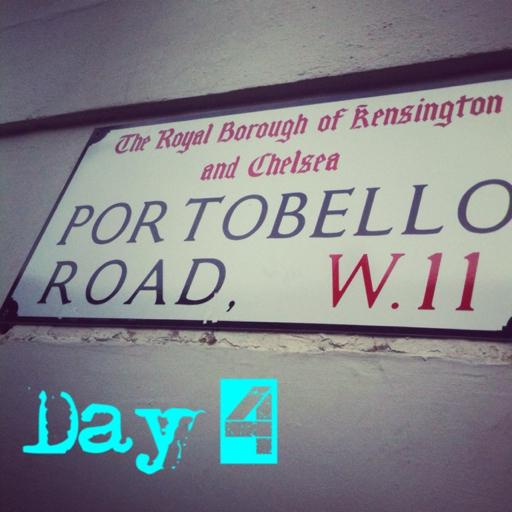 The Royal Borough of Kensington
and Chelsea
PORTOBELLO
ROAD, W.11
Day 4